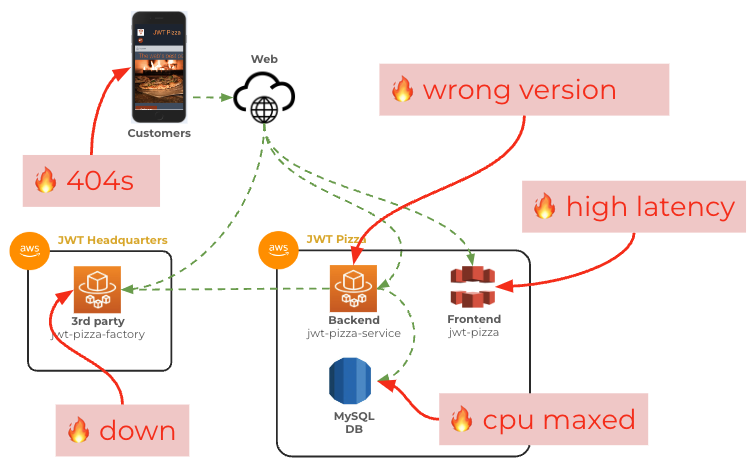 JWT Pizza
Web
🔥 wrong version
Customers
🔥 404s
🔥 high latency
aws
JWT Headquarters
aws
JWT Pizza
3rd party
jwt-pizza-factory
Backend
jwt-pizza-service
Frontend
jwt-pizza
MySQL
DB
🔥 down
🔥 cpu maxed